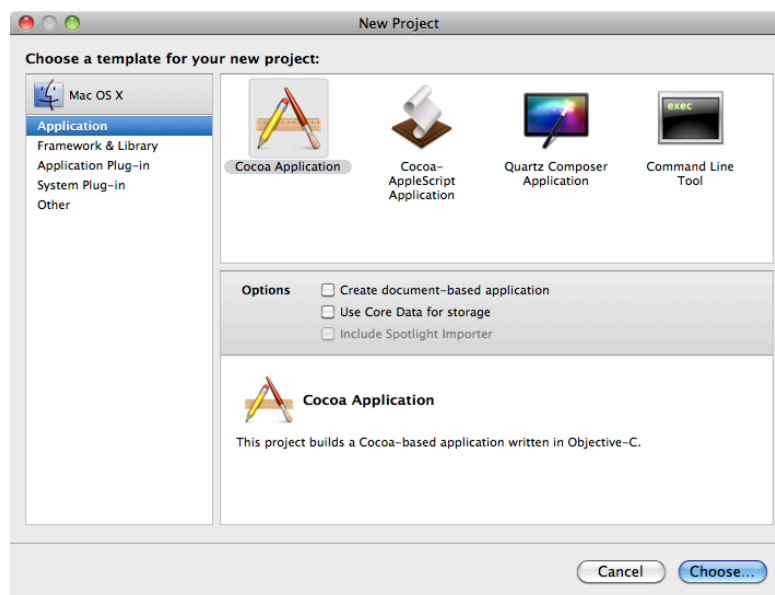 New Project
Choose a template for your new project:
Mac OS X
Application
Framework & Library
Application Plug-in
System Plug-in
Other
exec
Cocoa Application
Cocoa-
AppleScript
Application
Quartz Composer
Application
Command Line
Tool
Options
Create document-based application
Use Core Data for storage
Include Spotlight Importer
Cocoa Application
This project builds a Cocoa-based application written in Objective-C.
Cancel
Choose...